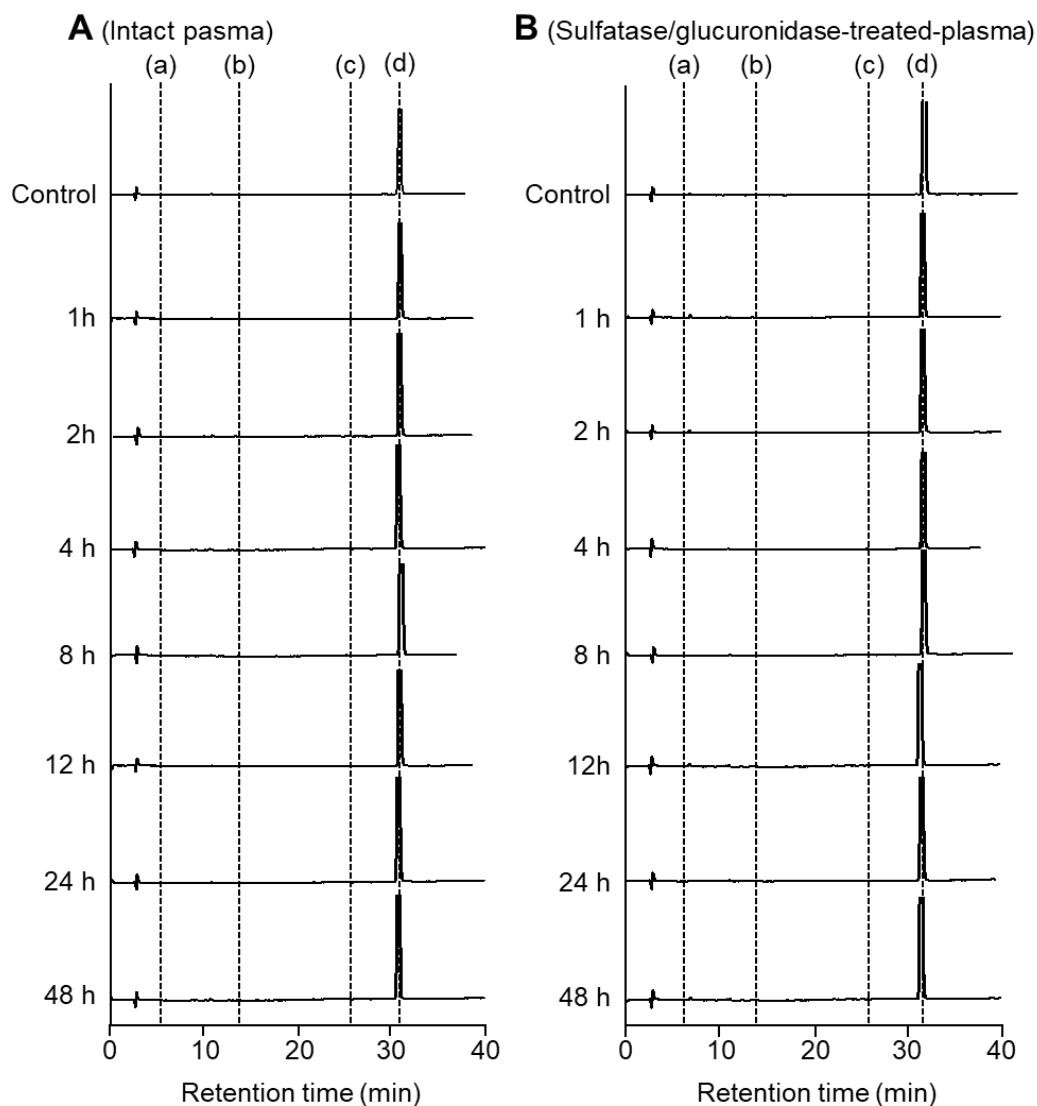 A (Intact pasma)
(a) (b) (c) (d)
Control
1h
2h
4 h
8 h
12 h
24 h
48 h
0 10 20 30 40
Retention time (min)
B (Sulfatase/glucuronidase-treated-plasma)
(a) (b) (c) (d)
Control
1 h
2 h
4 h
8 h
12h
24 h
48 h
0 10 20 30 40
Retention time (min)